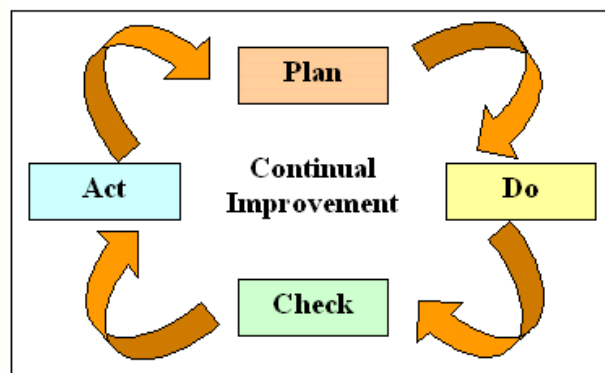 Plan
Act
Continual
Improvement
Do
Check